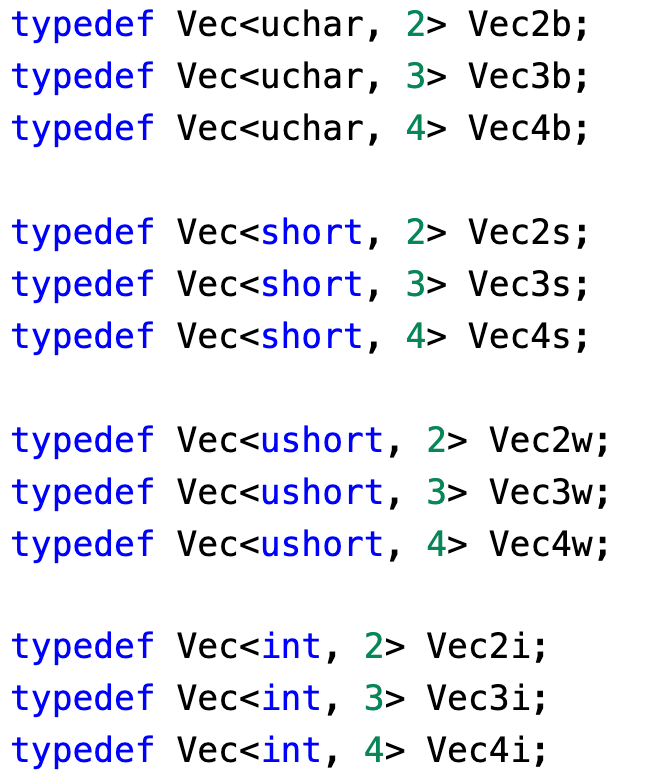 typedef Vec<uchar, 2> Vec2b;
typedef Vec<uchar, 3> Vec3b;
typedef Vec<uchar, 4> Vec4b;
typedef Vec<short, 2> Vec2s;
typedef Vec<short, 3> Vec3s;
typedef Vec<short, 4> Vec4s;
typedef Vec<ushort, 2> Vec2w;
typedef Vec<ushort, 3> Vec3w;
typedef Vec<ushort, 4> Vec4w;
typedef Vec<int, 2> Vec2i;
typedef Vec<int, 3> Vec3i;
typedef Vec<int, 4> Vec4i;